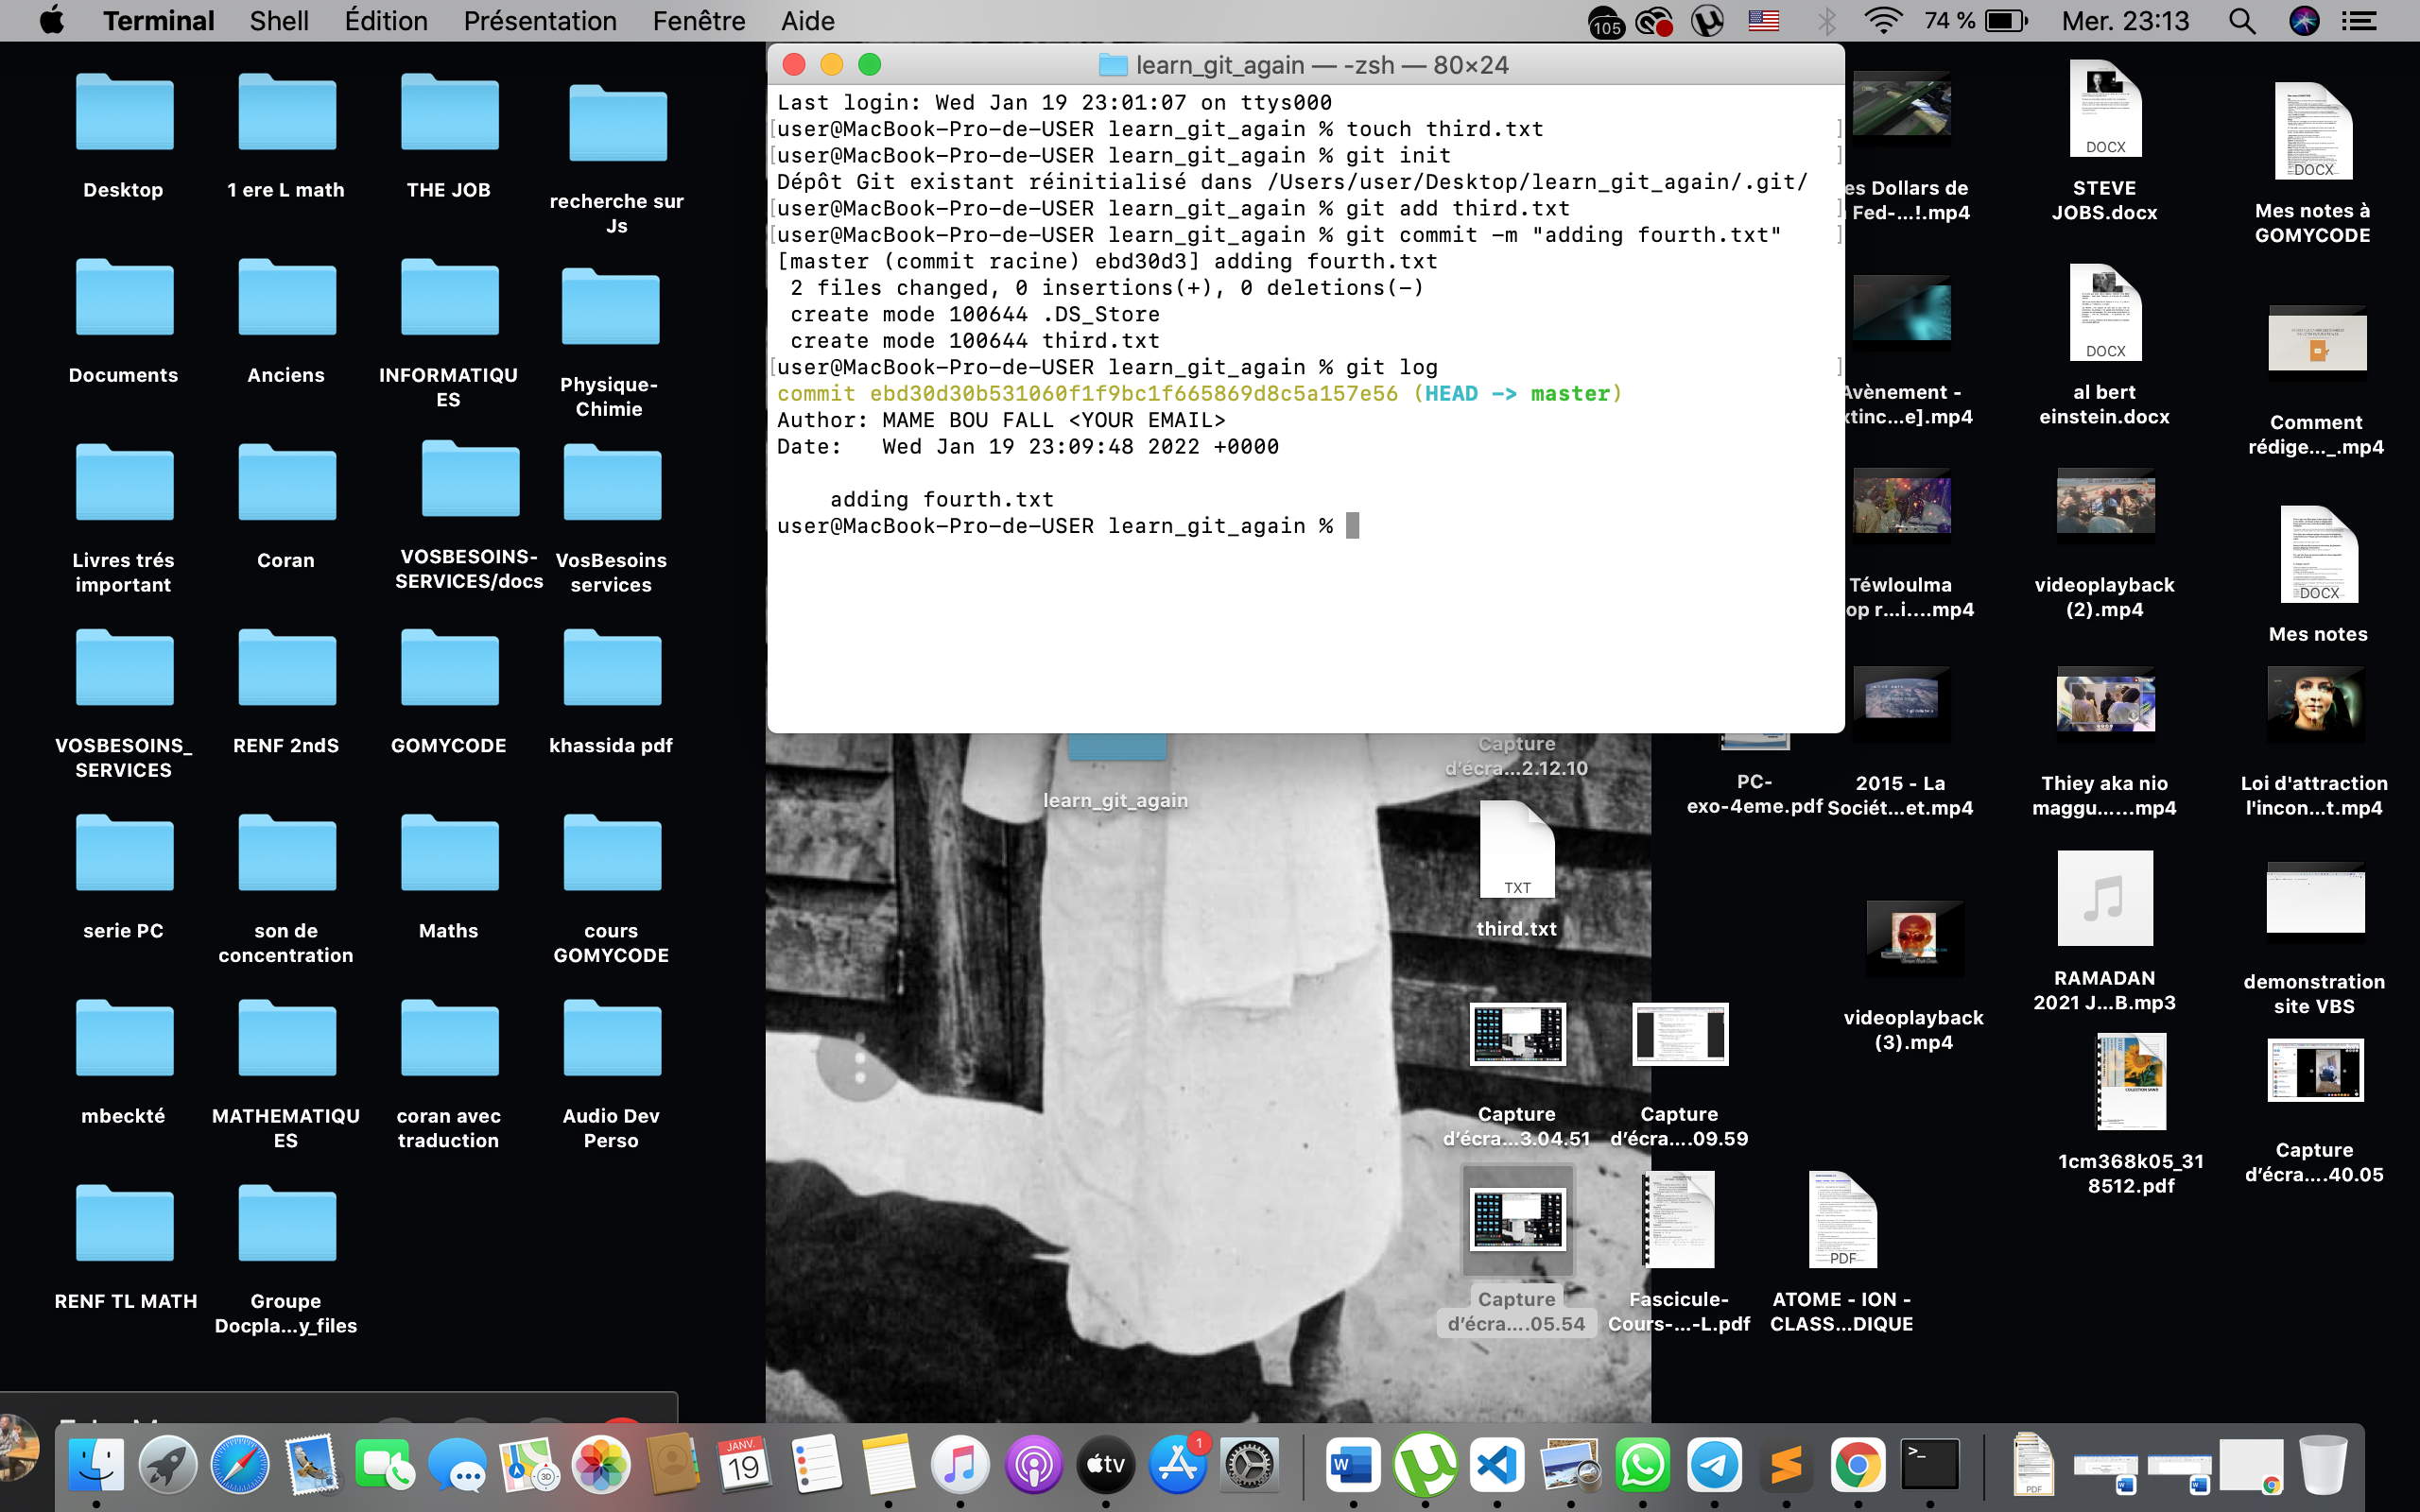 Terminal Shell Édition Présentation Fenêtre Aide
105 74 % Mer. 23:13
learn_git_again — -zsh — 80×24
Last login: Wed Jan 19 23:01:07 on ttys000
[user@MacBook-Pro-de-USER learn_git_again % touch third.txt ]
[user@MacBook-Pro-de-USER learn_git_again % git init ]
Dépôt Git existant réinitialisé dans /Users/user/Desktop/learn_git_again/.git/
[user@MacBook-Pro-de-USER learn_git_again % git add third.txt ]
[user@MacBook-Pro-de-USER learn_git_again % git commit -m "adding fourth.txt" ]
[master (commit racine) ebd30d3] adding fourth.txt
 2 files changed, 0 insertions(+), 0 deletions(-)
 create mode 100644 .DS_Store
 create mode 100644 third.txt
[user@MacBook-Pro-de-USER learn_git_again % git log ]
commit ebd30d30b531060f1f9bc1f665869d8c5a157e56 (HEAD -> master)
Author: MAME BOU FALL <YOUR EMAIL>
Date:   Wed Jan 19 23:09:48 2022 +0000
    adding fourth.txt
user@MacBook-Pro-de-USER learn_git_again %
Desktop
1 ere L math
THE JOB
recherche sur
Js
Documents
Anciens
INFORMATIQU
ES
Physique-
Chimie
Livres trés
important
Coran
VOSBESOINS-
SERVICES/docs
VosBesoins
services
VOSBESOINS_
SERVICES
RENF 2ndS
GOMYCODE
khassida pdf
serie PC
son de
concentration
Maths
cours
GOMYCODE
mbeckté
MATHEMATIQU
ES
coran avec
traduction
Audio Dev
Perso
RENF TL MATH
Groupe
Docpla...y_files
learn_git_again
Capture
d'écra...2.12.10
TXT
third.txt
Capture
d'écra...3.04.51
Capture
d'écra....09.59
Capture
d'écra....05.54
Fascicule-
Cours-...-L.pdf
PDF
ATOME - ION -
CLASS...DIQUE
PC-
exo-4eme.pdf
es Dollars de
Fed-...!.mp4
Avènement -
xtinc...e].mp4
Téwloulma
op r...i....mp4
2015 - La
Sociét...et.mp4
videoplayback
(3).mp4
DOCX
STEVE
JOBS.docx
DOCX
al bert
einstein.docx
videoplayback
(2).mp4
Thiey aka nio
maggu......mp4
RAMADAN
2021 J...B.mp3
1cm368k05_31
8512.pdf
DOCX
Mes notes à
GOMYCODE
Comment
rédige..._.mp4
DOCX
Mes notes
Loi d'attraction
l'incon...t.mp4
demonstration
site VBS
Capture
d'écra....40.05
JANV.
19
tv
1
3D
W
>_
PDF